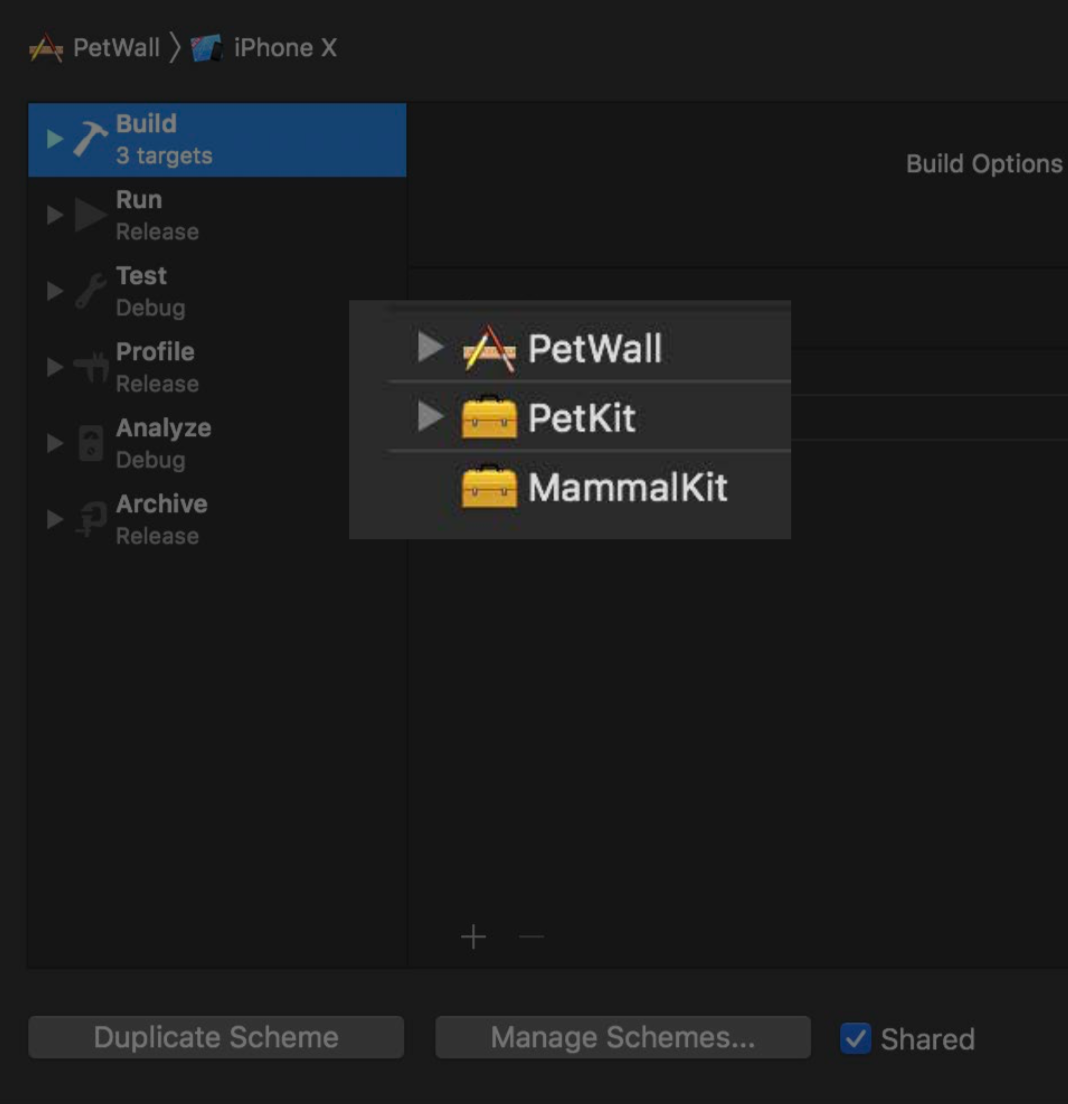 PetWall 〉 iPhone X
Build
3 targets
Build Options
Run
Release
Test
Debug
Profile
Release
Analyze
Debug
Archive
Release
PetWall
PetKit
MammalKit
Duplicate Scheme
Manage Schemes...
Shared